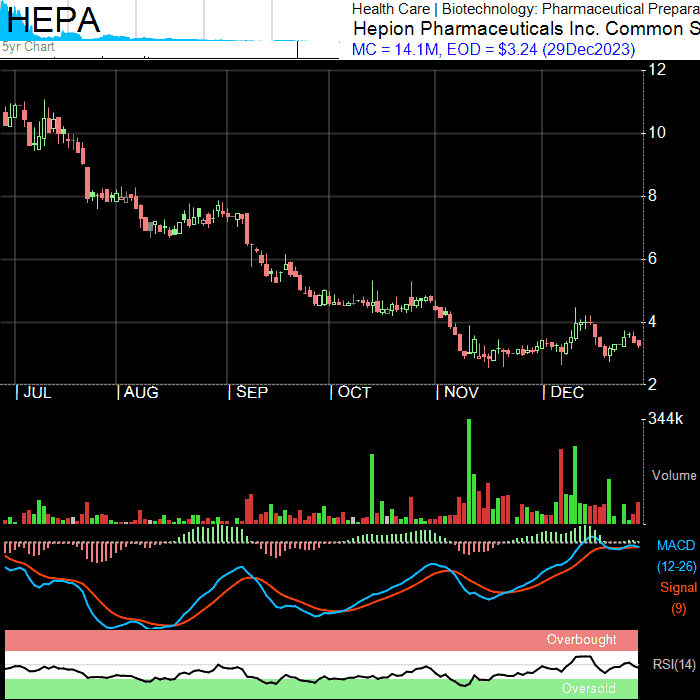 HEPA
5yr Chart
Health Care | Biotechnology: Pharmaceutical Prepara
Hepion Pharmaceuticals Inc. Common S
MC = 14.1M, EOD = $3.24 (29Dec2023)
12
10
8
6
4
2
JUL AUG SEP OCT NOV DEC
344k
Volume
MACD
(12-26)
Signal
(9)
Overbought
RSI(14)
Oversold